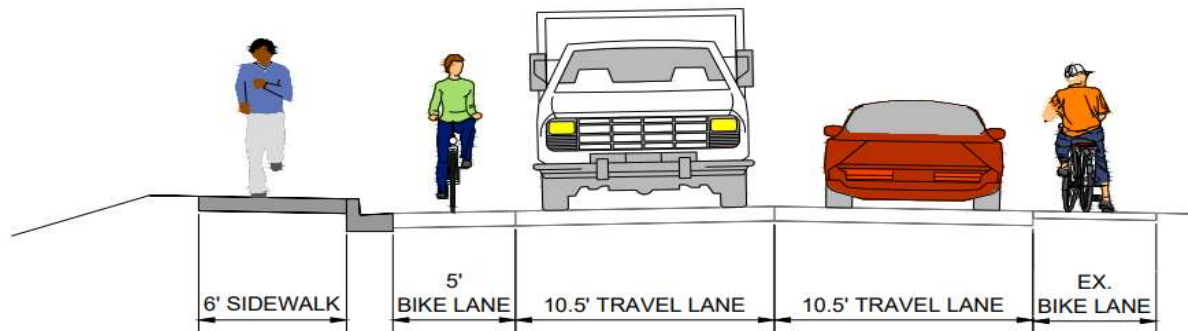 6' SIDEWALK
5'
BIKE LANE
10.5' TRAVEL LANE
10.5' TRAVEL LANE
EX.
BIKE LANE